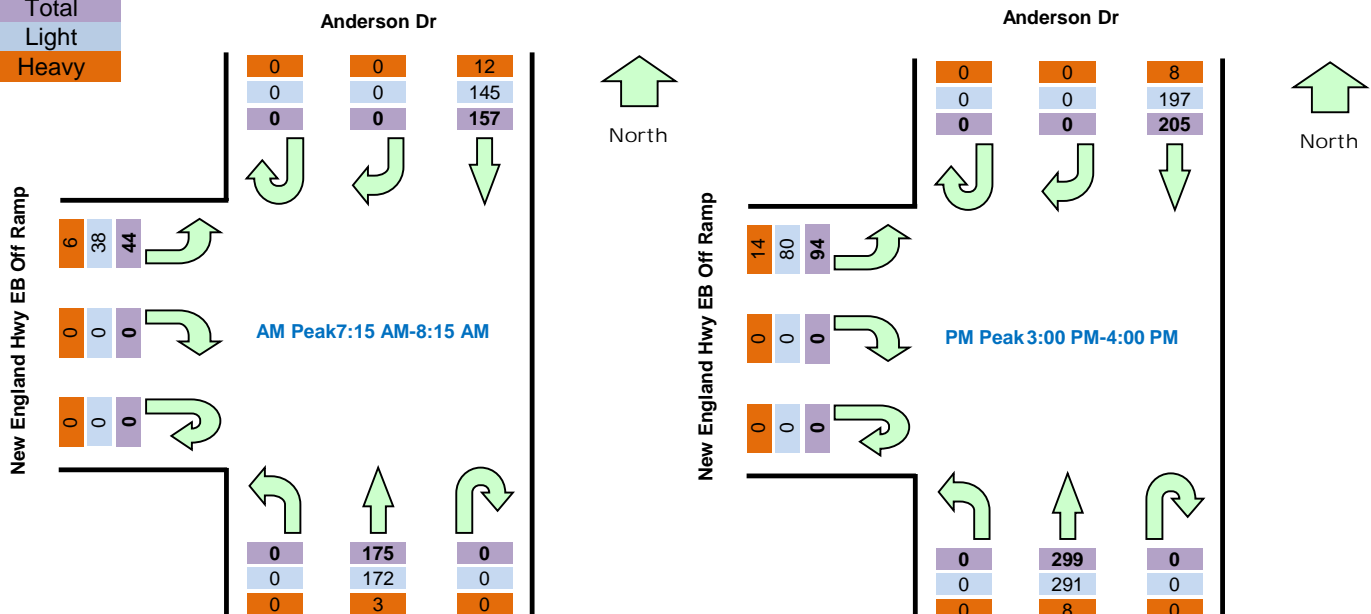 Total
Light
Heavy
Anderson Dr
0 0 12
0 0 145
0 0 157
North
New England Hwy EB Off Ramp
6 38 44
0 0 0
0 0 0
AM Peak7:15 AM-8:15 AM
0 175 0
0 172 0
0 3 0
Anderson Dr
0 0 8
0 0 197
0 0 205
North
New England Hwy EB Off Ramp
14 80 94
0 0 0
0 0 0
PM Peak3:00 PM-4:00 PM
0 299 0
0 291 0
0 8 0